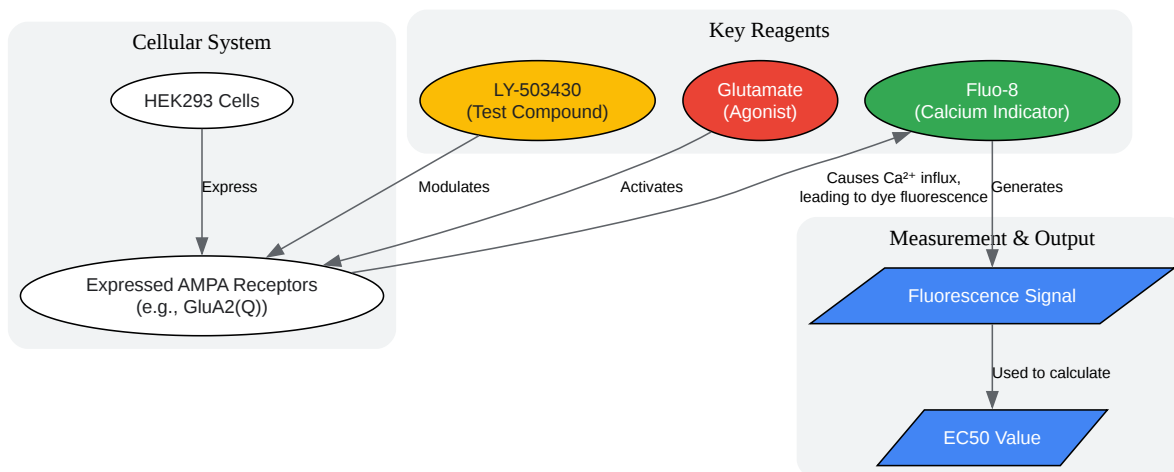 Cellular System
Key Reagents
HEK293 Cells
LY-503430
(Test Compound)
Glutamate
(Agonist)
Fluo-8
(Calcium Indicator)
Express
Modulates
Activates
Causes Ca²⁺ influx,
leading to dye fluorescence
Generates
Expressed AMPA Receptors
(e.g., GluA2(Q))
Measurement & Output
Fluorescence Signal
Used to calculate
EC50 Value